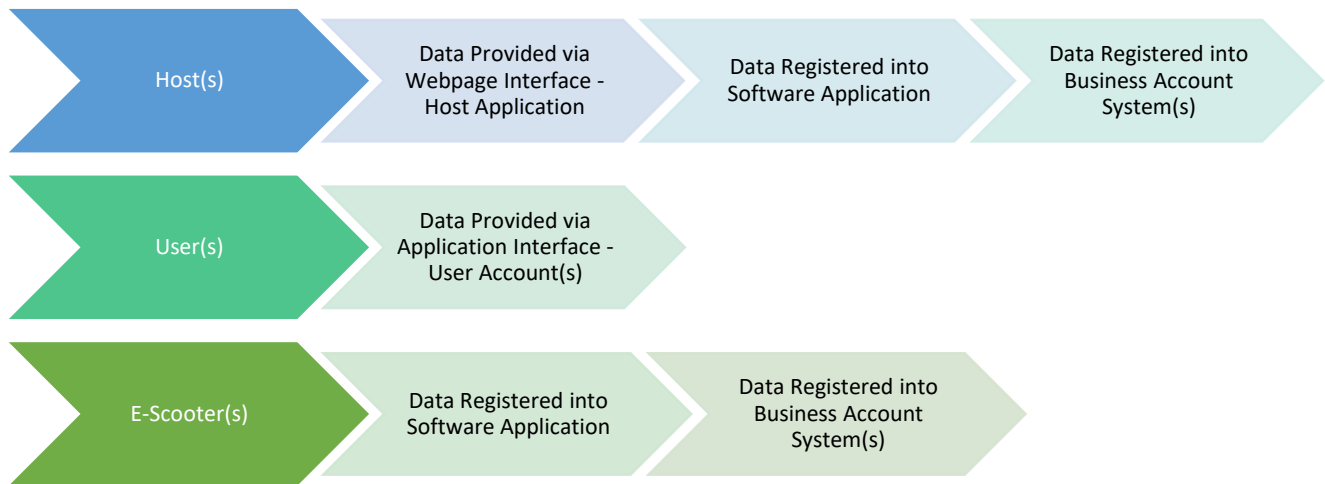 Host(s)
Data Provided via
Webpage Interface -
Host Application
Data Registered into
Software Application
Data Registered into
Business Account
System(s)
User(s)
Data Provided via
Application Interface -
User Account(s)
E-Scooter(s)
Data Registered into
Software Application
Data Registered into
Business Account
System(s)